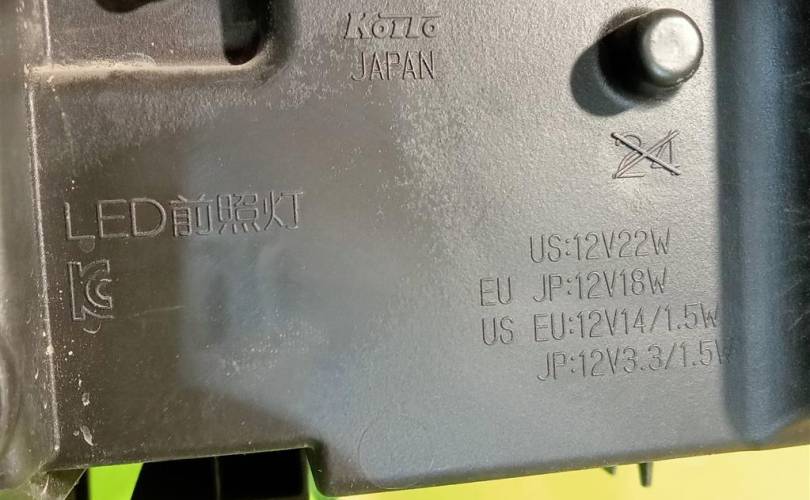 KOITO
JAPAN
24
LED前照灯
US:12V22W
EU JP:12V18W
US EU:12V14/1.5W
JP:12V3.3/1.5W